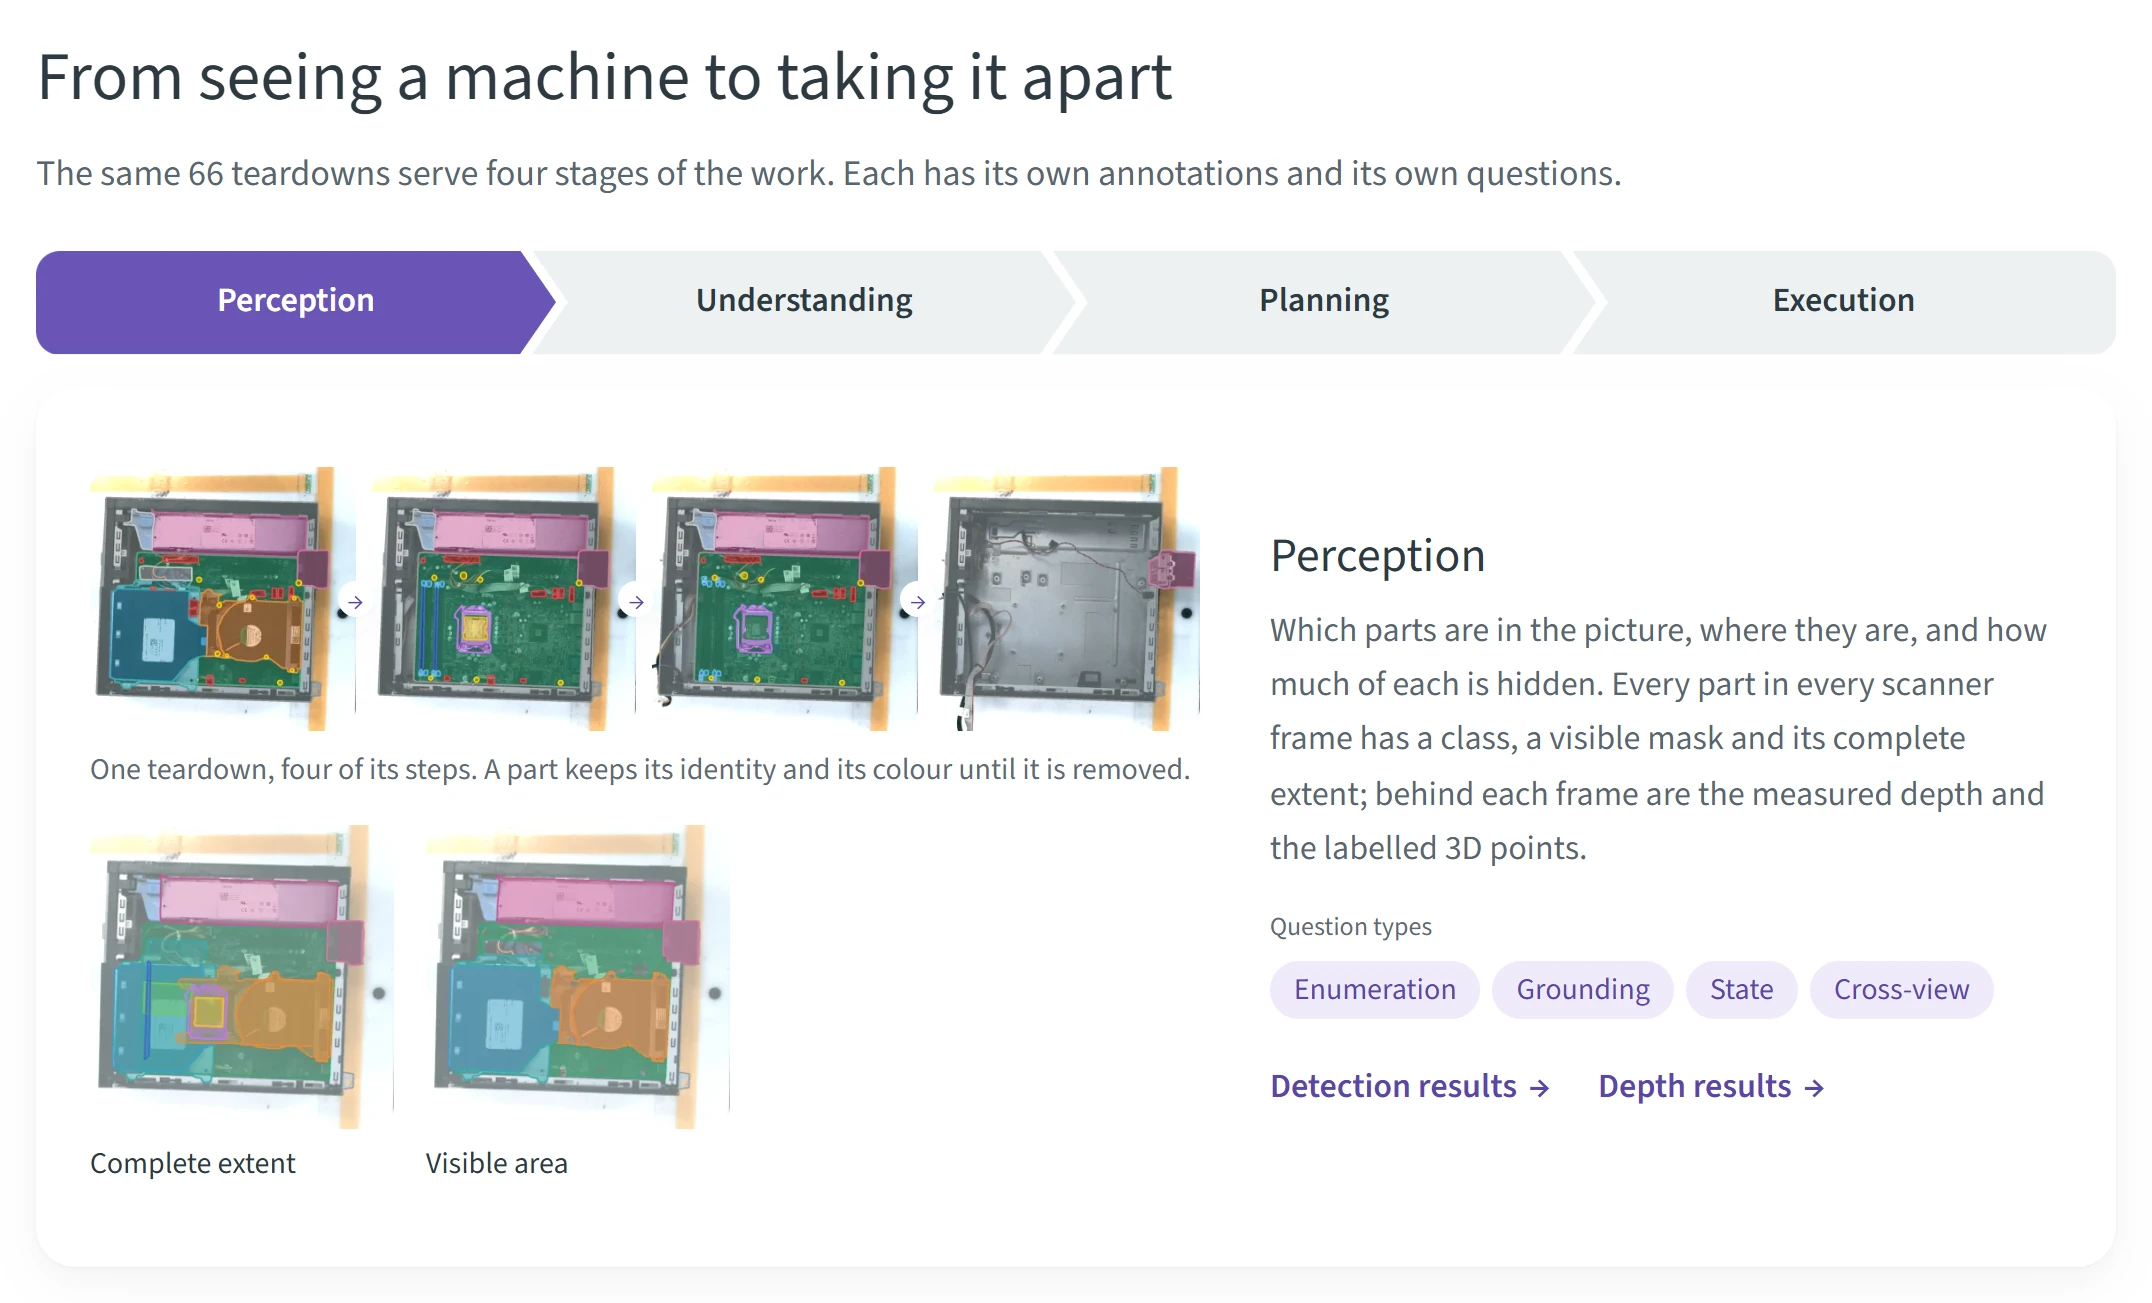 From seeing a machine to taking it apart
The same 66 teardowns serve four stages of the work. Each has its own annotations and its own questions.
Perception
Understanding
Planning
Execution
One teardown, four of its steps. A part keeps its identity and its colour until it is removed.
Complete extent
Visible area
Perception
Which parts are in the picture, where they are, and how
much of each is hidden. Every part in every scanner
frame has a class, a visible mask and its complete
extent; behind each frame are the measured depth and
the labelled 3D points.
Question types
Enumeration
Grounding
State
Cross-view
Detection results →
Depth results →